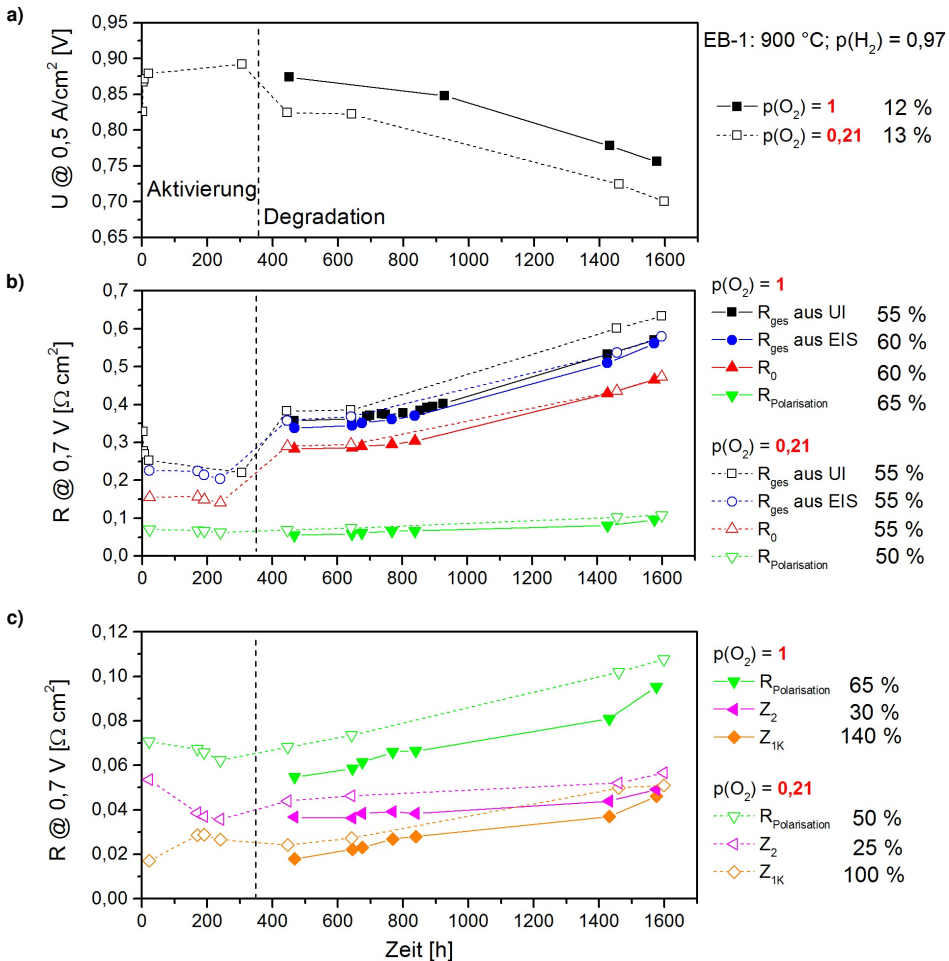 a)
U @ 0,5 A/cm² [V]
0,95
0,90
0,85
0,80
0,75
0,70
0,65
0 200 400 600 800 1000 1200 1400 1600
Aktivierung
Degradation
EB-1: 900 °C; p(H₂) = 0,97
p(O₂) = 1 12 %
p(O₂) = 0,21 13 %
b)
R @ 0,7 V [Ω cm²]
0,7
0,6
0,5
0,4
0,3
0,2
0,1
0,0
0 200 400 600 800 1000 1200 1400 1600
p(O₂) = 1
R_ges aus UI 55 %
R_ges aus EIS 60 %
R₀ 60 %
R_Polarisation 65 %
p(O₂) = 0,21
R_ges aus UI 55 %
R_ges aus EIS 55 %
R₀ 55 %
R_Polarisation 50 %
c)
R @ 0,7 V [Ω cm²]
0,12
0,10
0,08
0,06
0,04
0,02
0,00
0 200 400 600 800 1000 1200 1400 1600
Zeit [h]
p(O₂) = 1
R_Polarisation 65 %
Z₂ 30 %
Z_1K 140 %
p(O₂) = 0,21
R_Polarisation 50 %
Z₂ 25 %
Z_1K 100 %